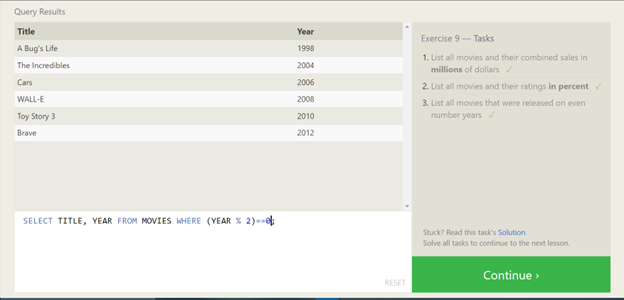 Query Results
Title Year
A Bug's Life 1998
The Incredibles 2004
Cars 2006
WALL-E 2008
Toy Story 3 2010
Brave 2012
SELECT TITLE, YEAR FROM MOVIES WHERE (YEAR % 2)==0;
RESET
Exercise 9 — Tasks
1. List all movies and their combined sales in
millions of dollars ✓
2. List all movies and their ratings in percent ✓
3. List all movies that were released on even
number years ✓
Stuck? Read this task's Solution.
Solve all tasks to continue to the next lesson.
Continue ›